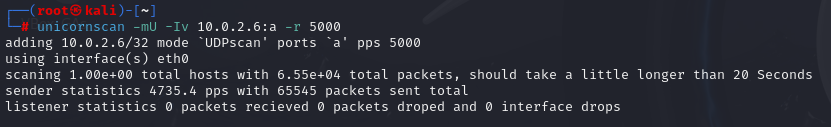 ┌──(root㉿kali)-[~]
└─# unicornscan -mU -Iv 10.0.2.6:a -r 5000
adding 10.0.2.6/32 mode `UDPscan' ports `a' pps 5000
using interface(s) eth0
scaning 1.00e+00 total hosts with 6.55e+04 total packets, should take a little longer than 20 Seconds
sender statistics 4735.4 pps with 65545 packets sent total
listener statistics 0 packets recieved 0 packets droped and 0 interface drops